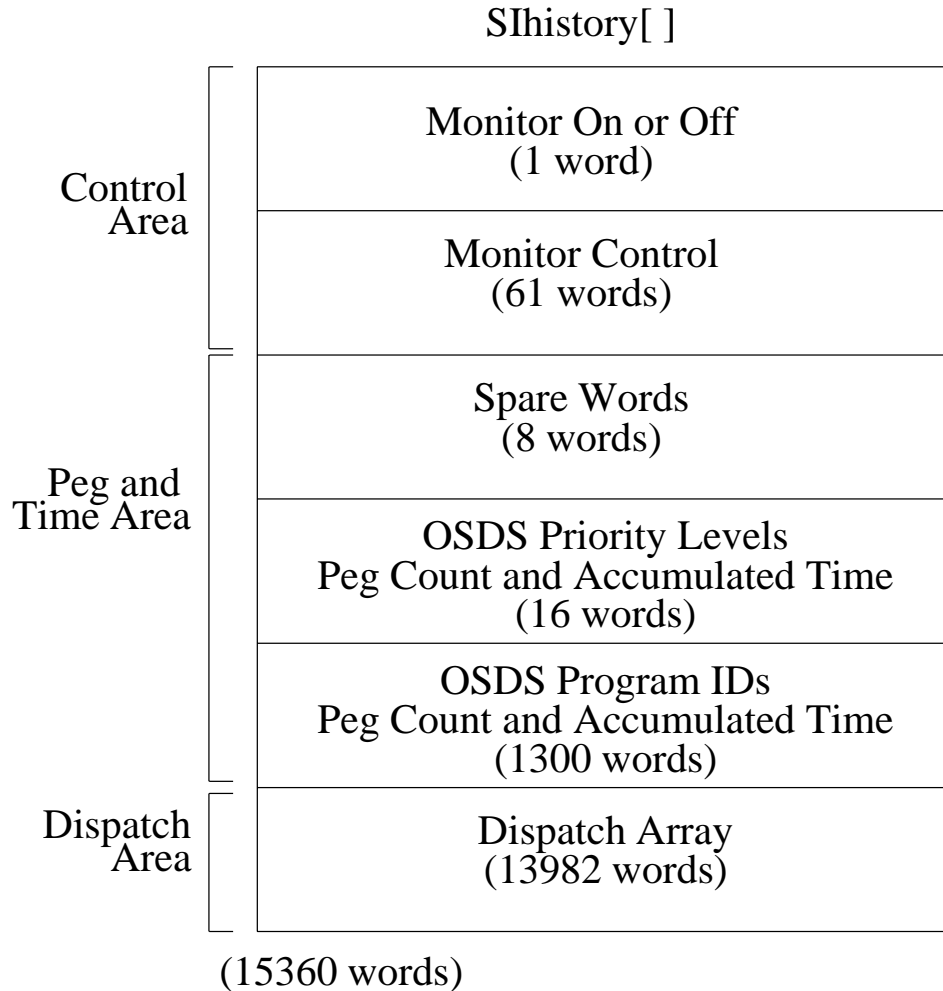 SIhistory[ ]
Control
Area
Monitor On or Off
(1 word)
Monitor Control
(61 words)
Peg and
Time Area
Spare Words
(8 words)
OSDS Priority Levels
Peg Count and Accumulated Time
(16 words)
OSDS Program IDs
Peg Count and Accumulated Time
(1300 words)
Dispatch
Area
Dispatch Array
(13982 words)
(15360 words)